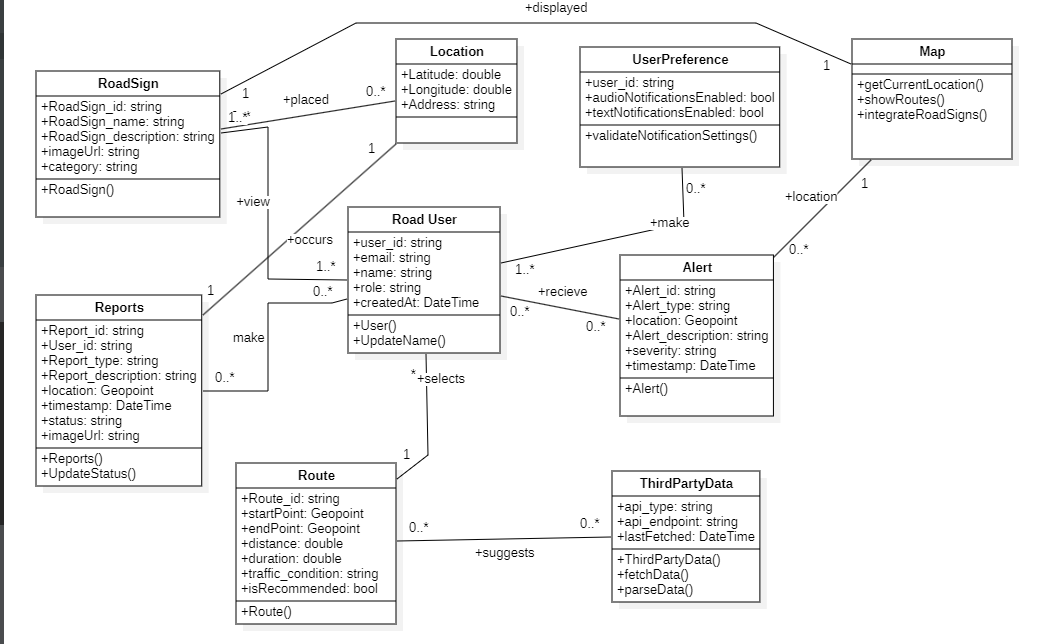 +displayed
1
1
RoadSign
+RoadSign_id: string
+RoadSign_name: string
+RoadSign_description: string
+imageUrl: string
+category: string
+RoadSign()
1..*
+placed
0..*
Location
+Latitude: double
+Longitude: double
+Address: string
UserPreference
+user_id: string
+audioNotificationsEnabled: bool
+textNotificationsEnabled: bool
+validateNotificationSettings()
Map
+getCurrentLocation()
+showRoutes()
+integrateRoadSigns()
1
+location
0..*
0..*
+make
1..*
1
+occurs
1
+view
1..*
Road User
+user_id: string
+email: string
+name: string
+role: string
+createdAt: DateTime
+User()
+UpdateName()
+recieve
0..*
0..*
Alert
+Alert_id: string
+Alert_type: string
+location: Geopoint
+Alert_description: string
+severity: string
+timestamp: DateTime
+Alert()
0..*
make
0..*
Reports
+Report_id: string
+User_id: string
+Report_type: string
+Report_description: string
+location: Geopoint
+timestamp: DateTime
+status: string
+imageUrl: string
+Reports()
+UpdateStatus()
*
+selects
1
Route
+Route_id: string
+startPoint: Geopoint
+endPoint: Geopoint
+distance: double
+duration: double
+traffic_condition: string
+isRecommended: bool
+Route()
0..*
0..*
+suggests
ThirdPartyData
+api_type: string
+api_endpoint: string
+lastFetched: DateTime
+ThirdPartyData()
+fetchData()
+parseData()